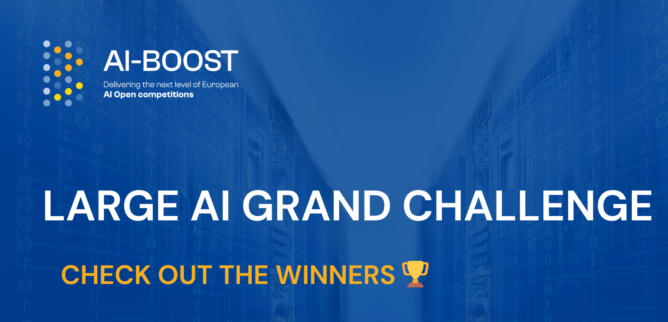 AI-BOOST
Delivering the next level of European
AI Open competitions
LARGE AI GRAND CHALLENGE
CHECK OUT THE WINNERS 🏆